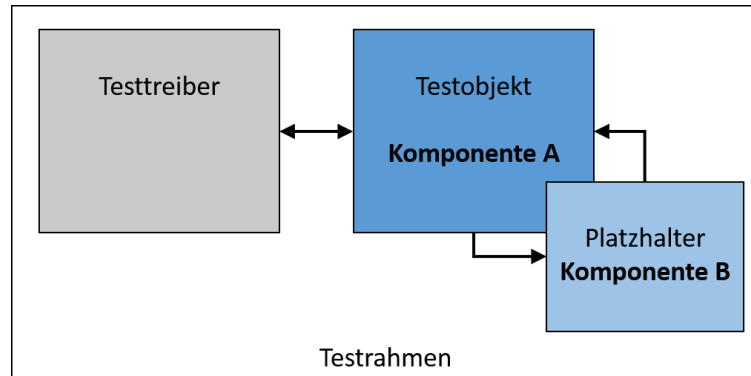 Testtreiber
Testobjekt
Komponente A
Platzhalter
Komponente B
Testrahmen